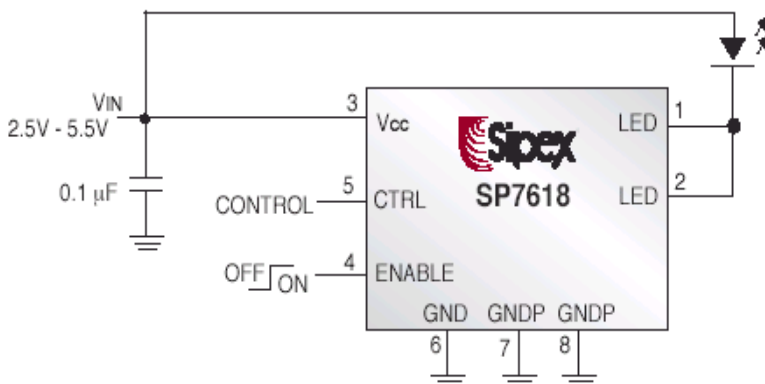 VIN
2.5V - 5.5V
0.1 µF
3
Vcc
Sipex
SP7618
LED
1
LED
2
CONTROL
5
CTRL
OFF ON
4
ENABLE
GND
GNDP
GNDP
6
7
8